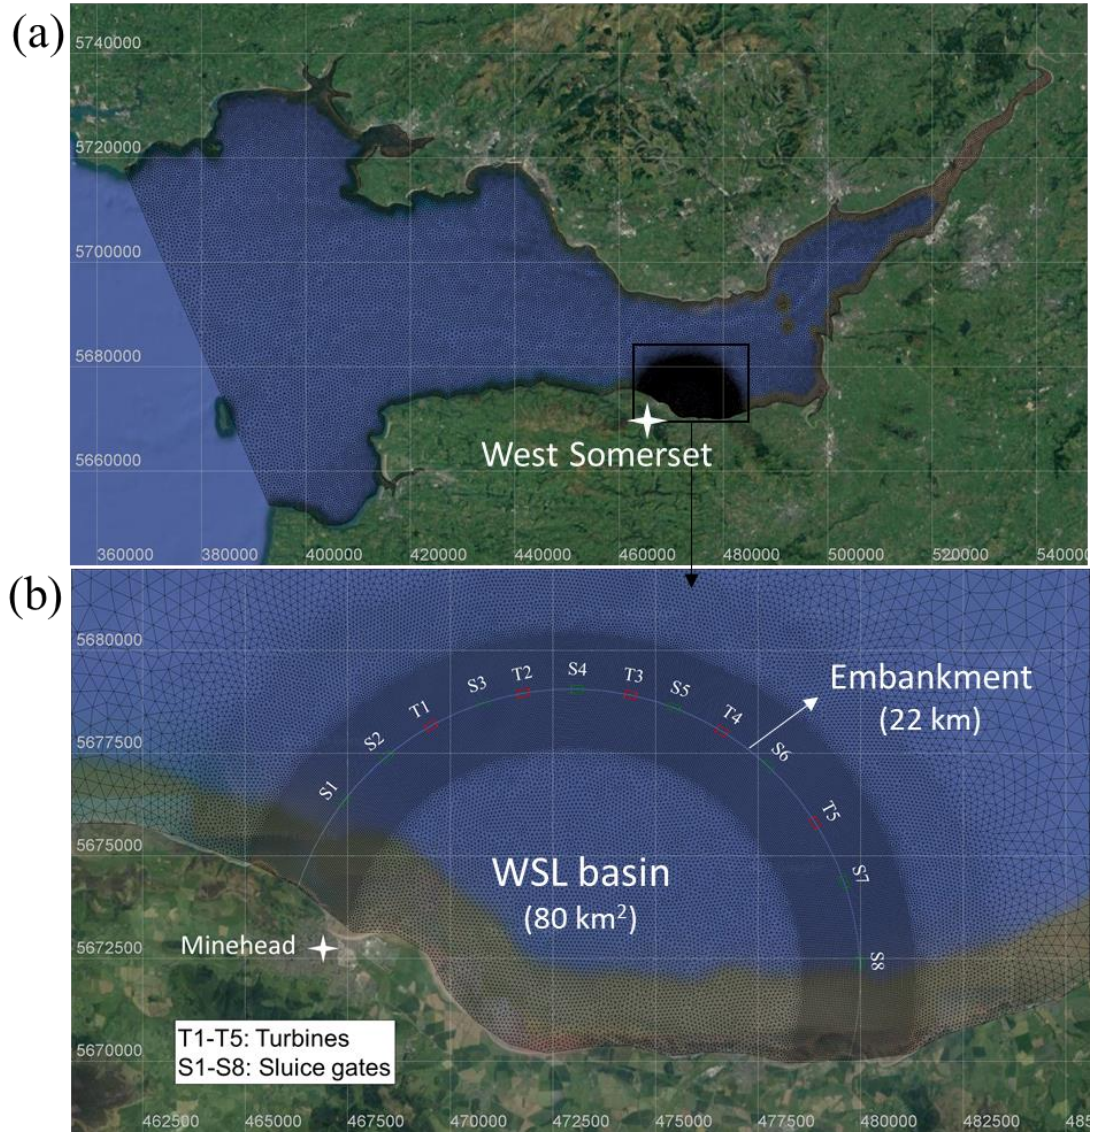 (a)
5740000
5720000
5700000
5680000
5660000
West Somerset
360000 380000 400000 420000 440000 460000 480000 500000 520000 540000
(b)
5680000
5677500
5675000
5672500
5670000
S1
S2
T1
S3
T2
S4
T3
S5
T4
S6
T5
S7
S8
Embankment
(22 km)
WSL basin
(80 km²)
Minehead
T1-T5: Turbines
S1-S8: Sluice gates
462500 465000 467500 470000 472500 475000 477500 480000 482500 485